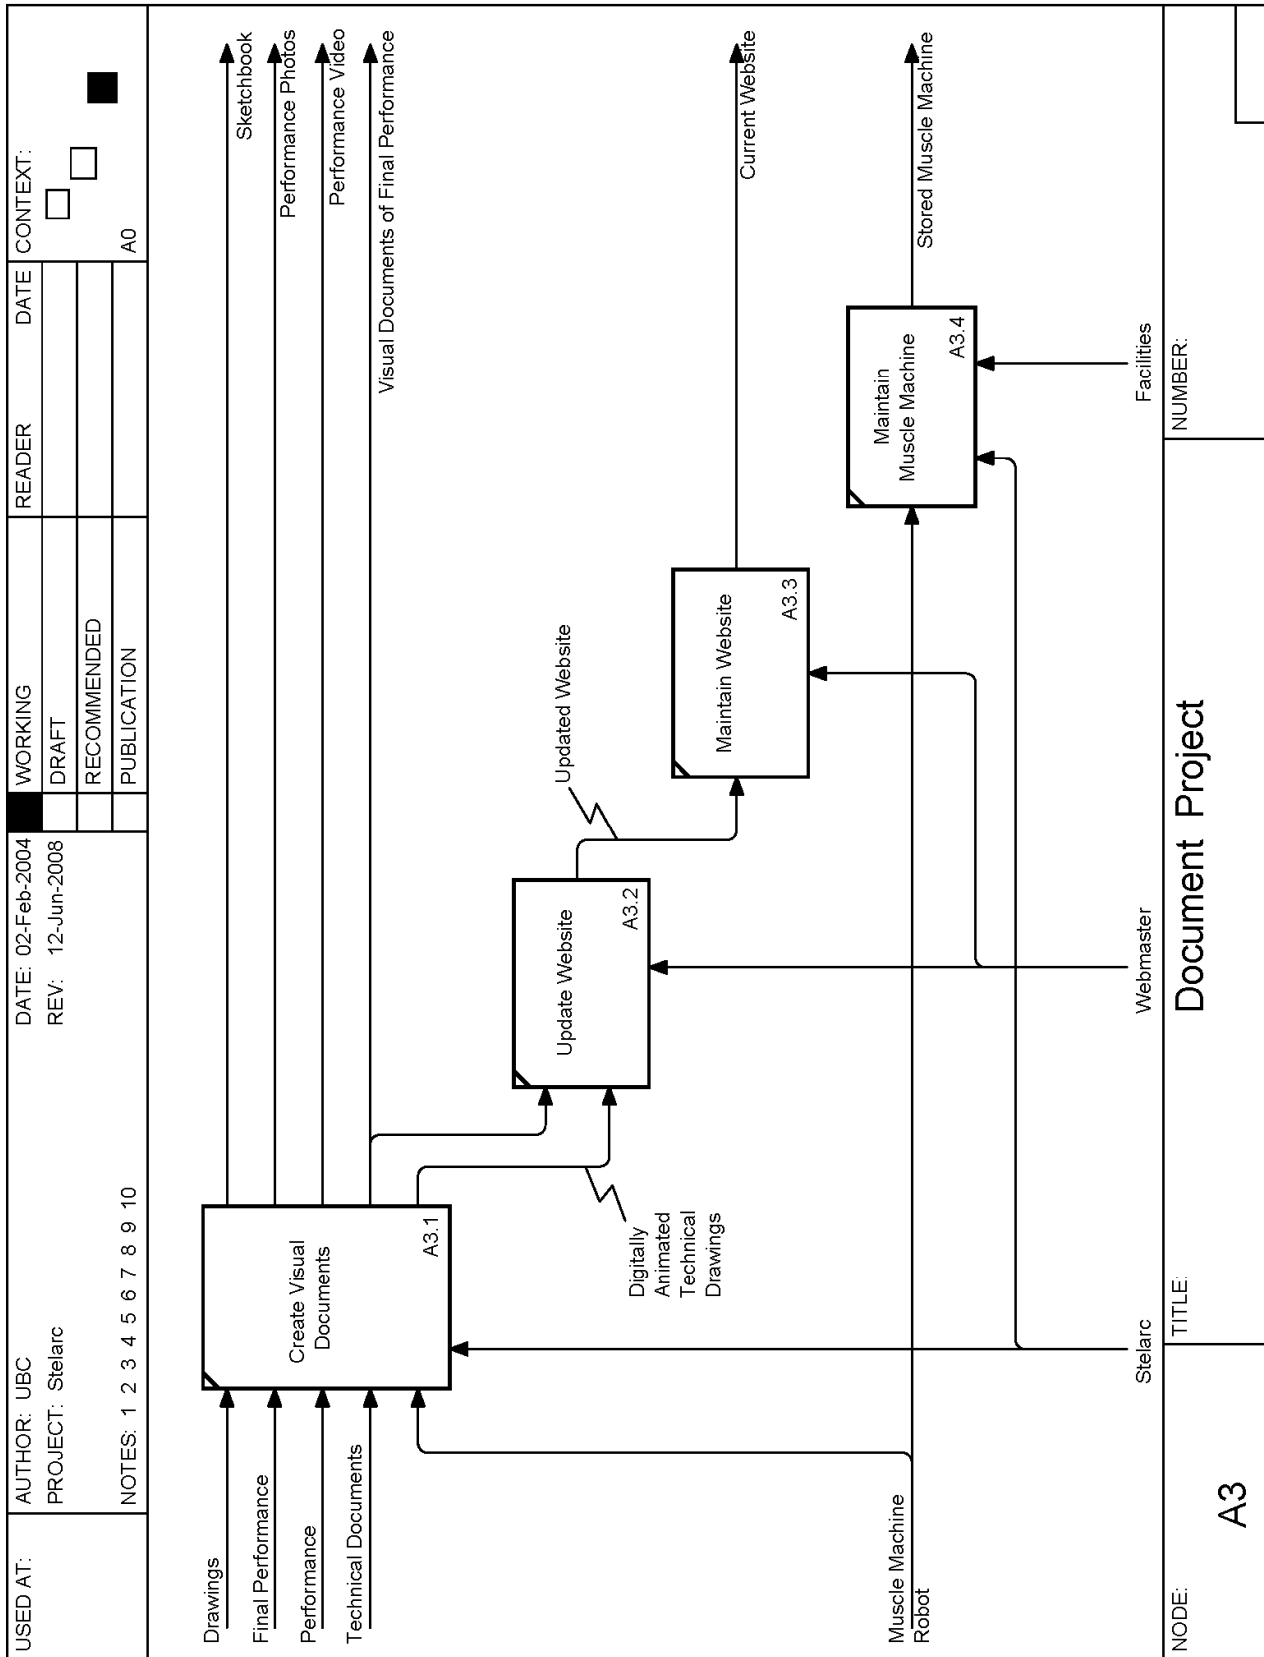 USED AT:
AUTHOR: UBC
PROJECT: Stelarc
NOTES: 1 2 3 4 5 6 7 8 9 10
DATE: 02-Feb-2004
REV: 12-Jun-2008
WORKING
DRAFT
RECOMMENDED
PUBLICATION
READER
DATE
CONTEXT:
A0
Drawings
Final Performance
Performance
Technical Documents
Create Visual
Documents
A3.1
Sketchbook
Performance Photos
Performance Video
Visual Documents of Final Performance
Digitally
Animated
Technical
Drawings
Update Website
A3.2
Updated Website
Maintain Website
A3.3
Current Website
Muscle Machine
Robot
Maintain
Muscle Machine
A3.4
Stored Muscle Machine
Stelarc
Webmaster
Facilities
NODE:
A3
TITLE:
Document Project
NUMBER: